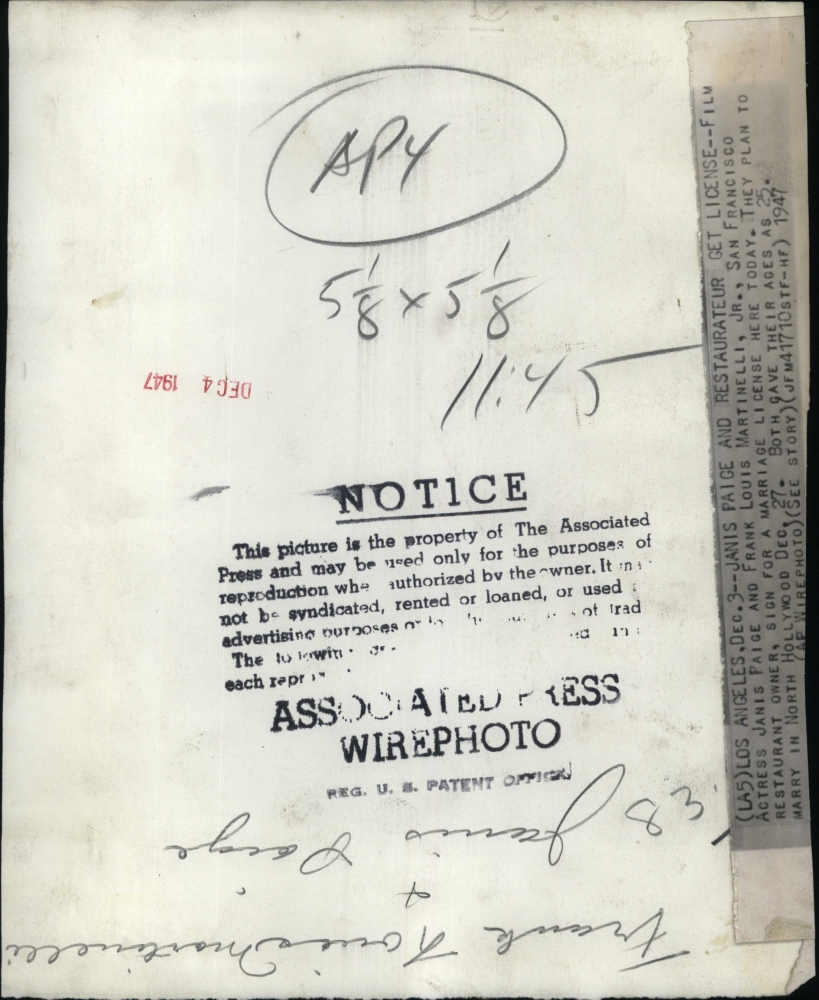 AP4
5 1/8 x 5 1/8
11:45
DEC 4 1947
NOTICE
This picture is the property of The Associated
Press and may be used only for the purposes of
reproduction authorized by the owner. It
not be syndicated, rented or loaned, or used
advertising purposes of trad
The
each
ASSOCIATED PRESS
WIREPHOTO
REG. U. S. PATENT OFFICE
Janis Paige
+
Frank Louis Martinelli
(LA5)LOS ANGELES,DEC.3--JANIS PAIGE AND RESTAURATEUR GET LICENSE--FILM
ACTRESS JANIS PAIGE AND FRANK LOUIS MARTINELLI, JR., SAN FRANCISCO
RESTAURANT OWNER, SIGN FOR A MARRIAGE LICENSE HERE TODAY. THEY PLAN TO
MARRY IN NORTH HOLLYWOOD DEC. 27. BOTH GAVE THEIR AGES AS 25.
(AP WIREPHOTO)(SEE STORY)(JFM41710STF-HF) 1947